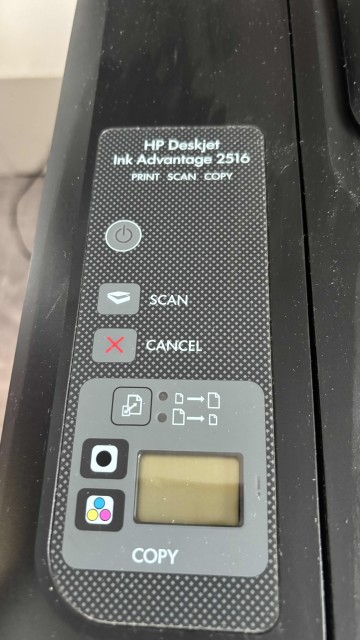 HP Deskjet
Ink Advantage 2516
PRINT SCAN COPY
SCAN
CANCEL
COPY